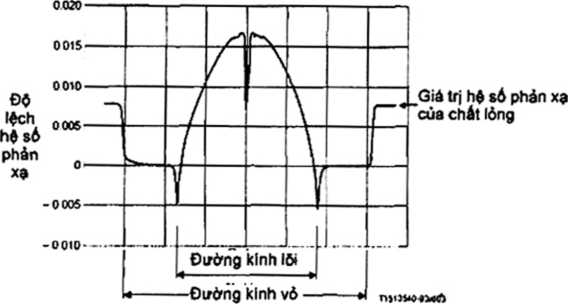 0.020
0.015
0.010
0.005
0
- 0 005
- 0 010
Độ
lệch
hệ số
phản
xạ
Giá trị hệ số phản xạ
của chất lỏng
Đường kính lõi
Đường kính vỏ